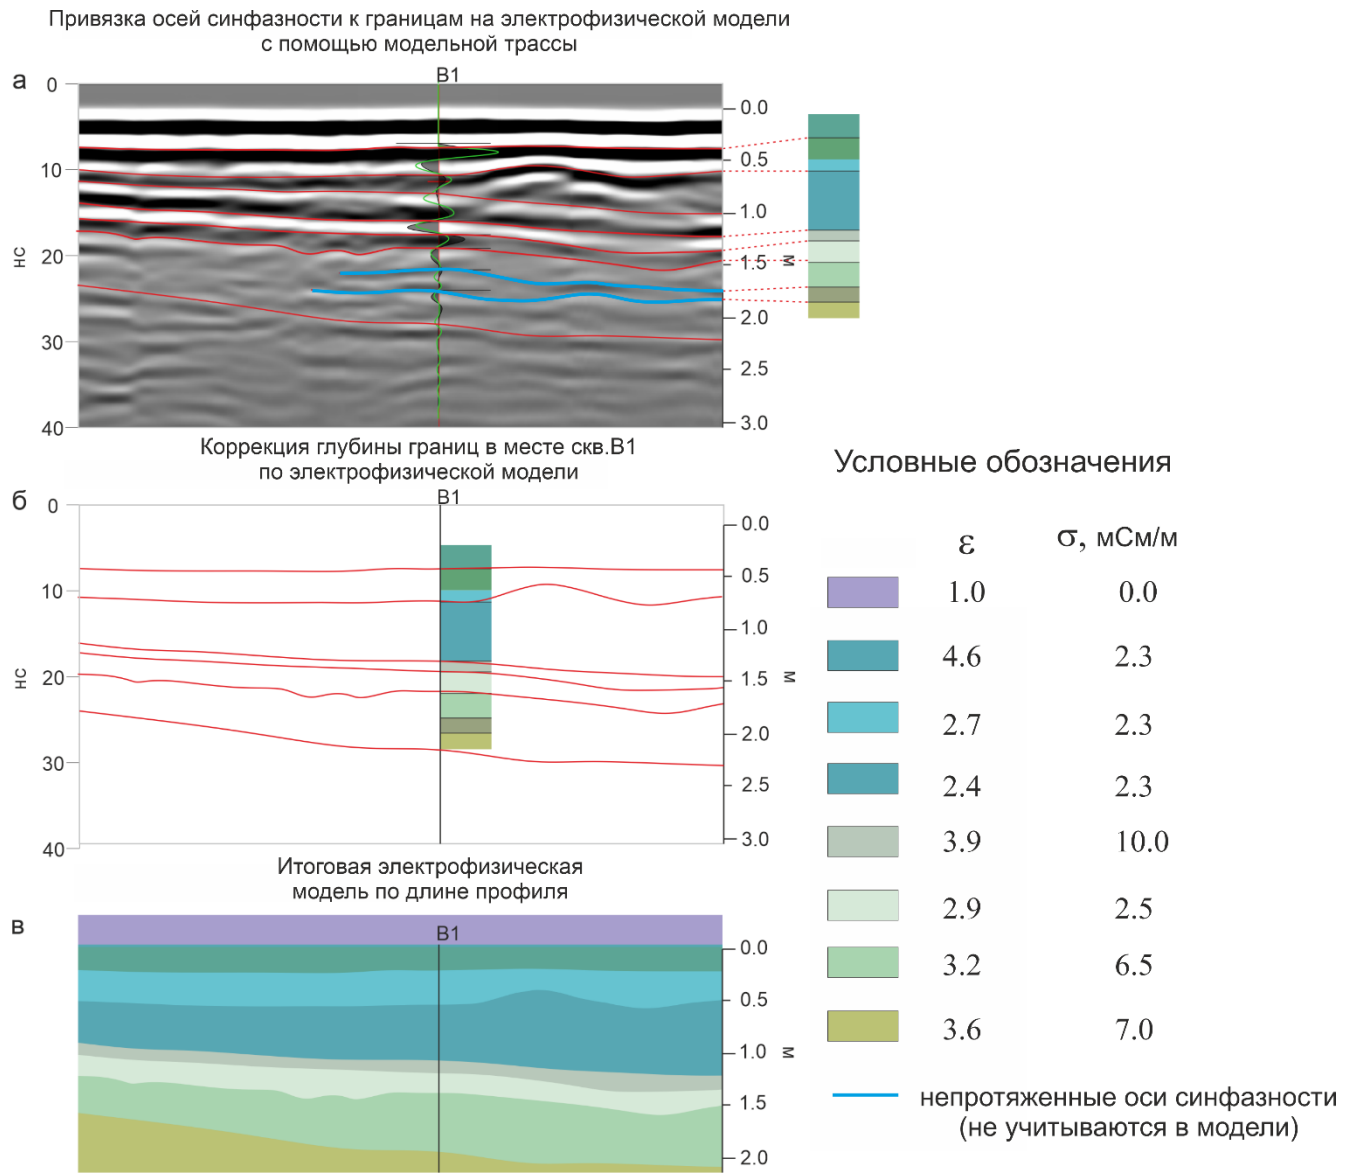 Привязка осей синфазности к границам на электрофизической модели
с помощью модельной трассы
а
В1
0
10
20
30
40
нс
0.0
0.5
1.0
1.5
2.0
2.5
3.0
м
Коррекция глубины границ в месте скв.В1
по электрофизической модели
б
В1
0
10
20
30
40
нс
0.0
0.5
1.0
1.5
2.0
2.5
3.0
м
Итоговая электрофизическая
модель по длине профиля
в
В1
0.0
0.5
1.0
1.5
2.0
м
Условные обозначения
ε σ, мСм/м
1.0 0.0
4.6 2.3
2.7 2.3
2.4 2.3
3.9 10.0
2.9 2.5
3.2 6.5
3.6 7.0
непротяженные оси синфазности
(не учитываются в модели)